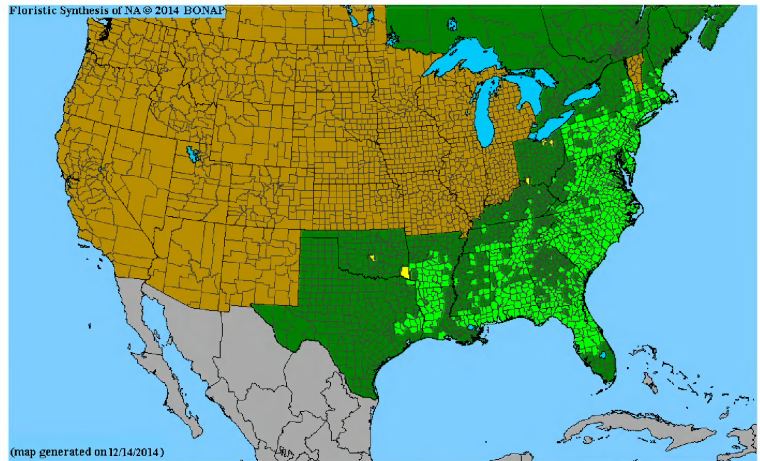 Floristic Synthesis of NA © 2014 BONAP
(map generated on 12/14/2014)